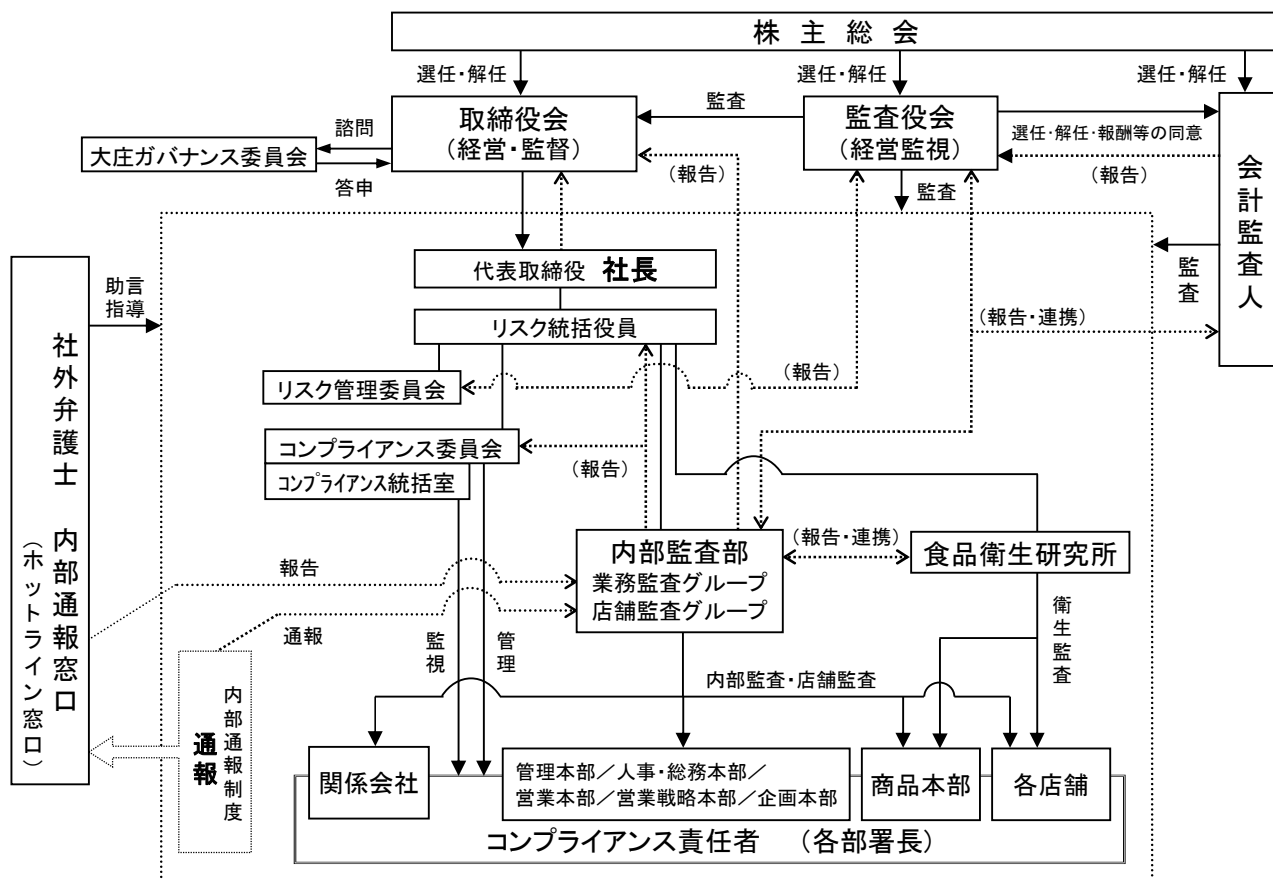 株主総会
選任・解任
選任・解任
選任・解任
取締役会
(経営・監督)
監査
監査役会
(経営監視)
選任・解任・報酬等の同意
(報告)
会計監査人
諮問
大庄ガバナンス委員会
答申
(報告)
監査
監査
代表取締役 社長
助言
指導
リスク統括役員
(報告・連携)
リスク管理委員会
(報告)
社外弁護士 内部通報窓口
(ホットライン窓口)
コンプライアンス委員会
(報告)
コンプライアンス統括室
内部監査部
業務監査グループ
店舗監査グループ
(報告・連携)
食品衛生研究所
報告
通報
監視
管理
衛生監査
内部監査・店舗監査
内部通報制度
通報
関係会社
管理本部/人事・総務本部/
営業本部/営業戦略本部/企画本部
商品本部
各店舗
コンプライアンス責任者 (各部署長)